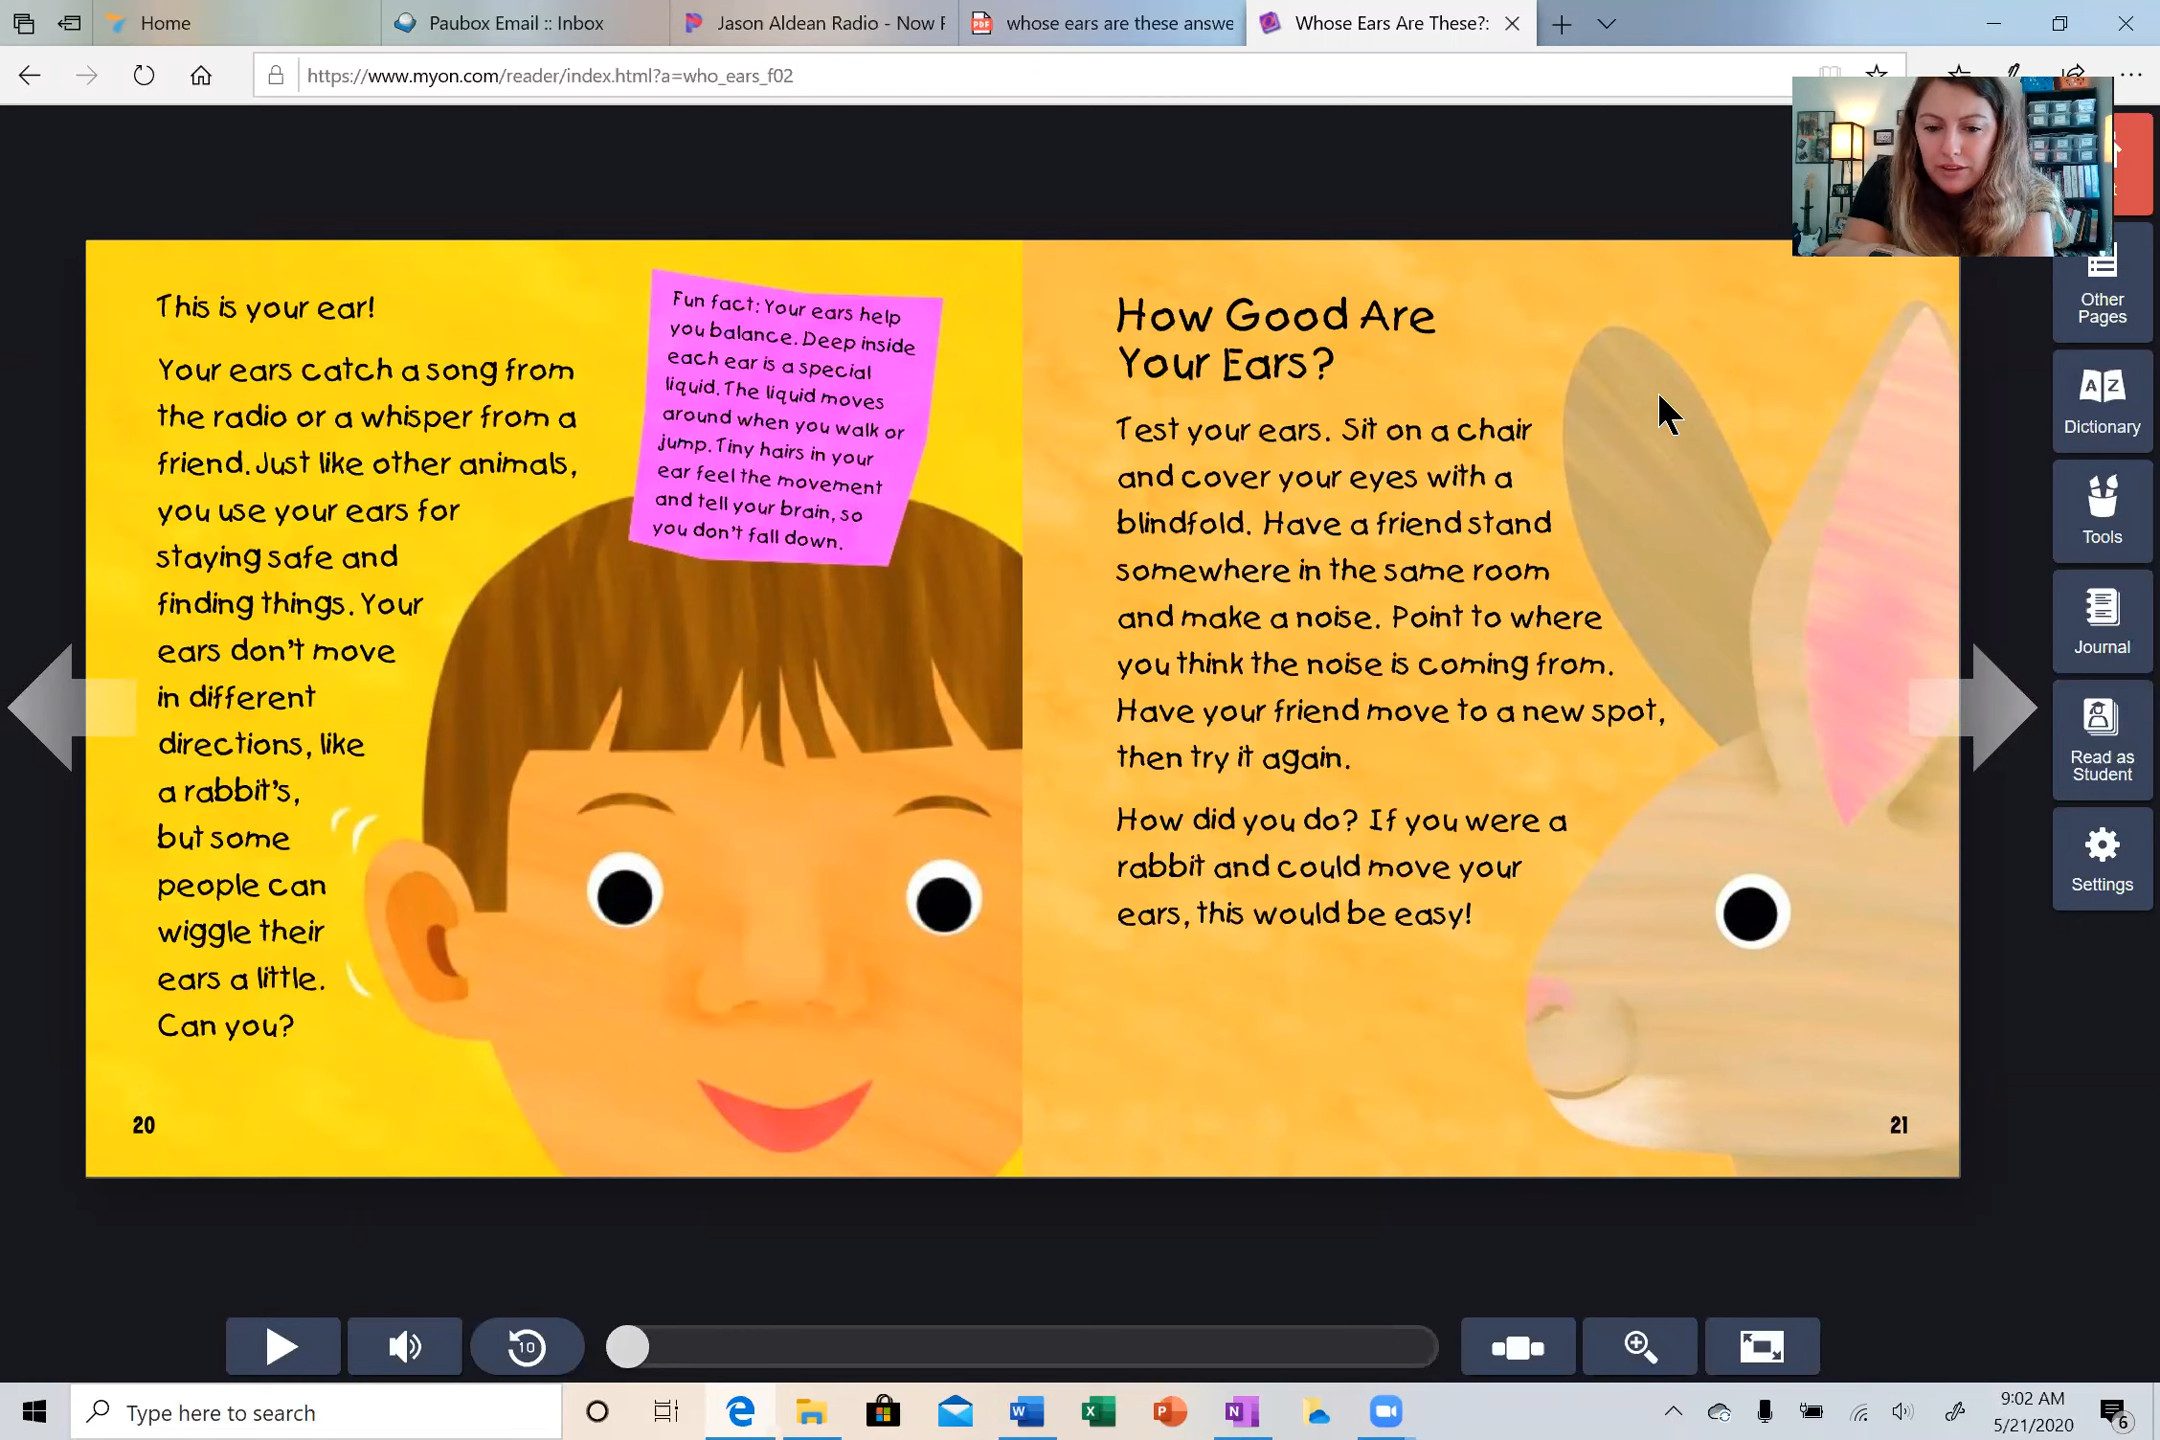 Home
Paubox Email :: Inbox
Jason Aldean Radio - Now F
PDF
whose ears are these answe
Whose Ears Are These?:
https://www.myon.com/reader/index.html?a=who_ears_f02
This is your ear!
Your ears catch a song from
the radio or a whisper from a
friend. Just like other animals,
you use your ears for
staying safe and
finding things. Your
ears don't move
in different
directions, like
a rabbit's,
but some
people can
wiggle their
ears a little.
Can you?
20
Fun fact: Your ears help
you balance. Deep inside
each ear is a special
liquid. The liquid moves
around when you walk or
jump. Tiny hairs in your
ear feel the movement
and tell your brain, so
you don't fall down.
How Good Are
Your Ears?
Test your ears. Sit on a chair
and cover your eyes with a
blindfold. Have a friend stand
somewhere in the same room
and make a noise. Point to where
you think the noise is coming from.
Have your friend move to a new spot,
then try it again.
How did you do? If you were a
rabbit and could move your
ears, this would be easy!
21
Other
Pages
A Z
Dictionary
Tools
Journal
Read as
Student
Settings
10
Type here to search
9:02 AM
5/21/2020
6